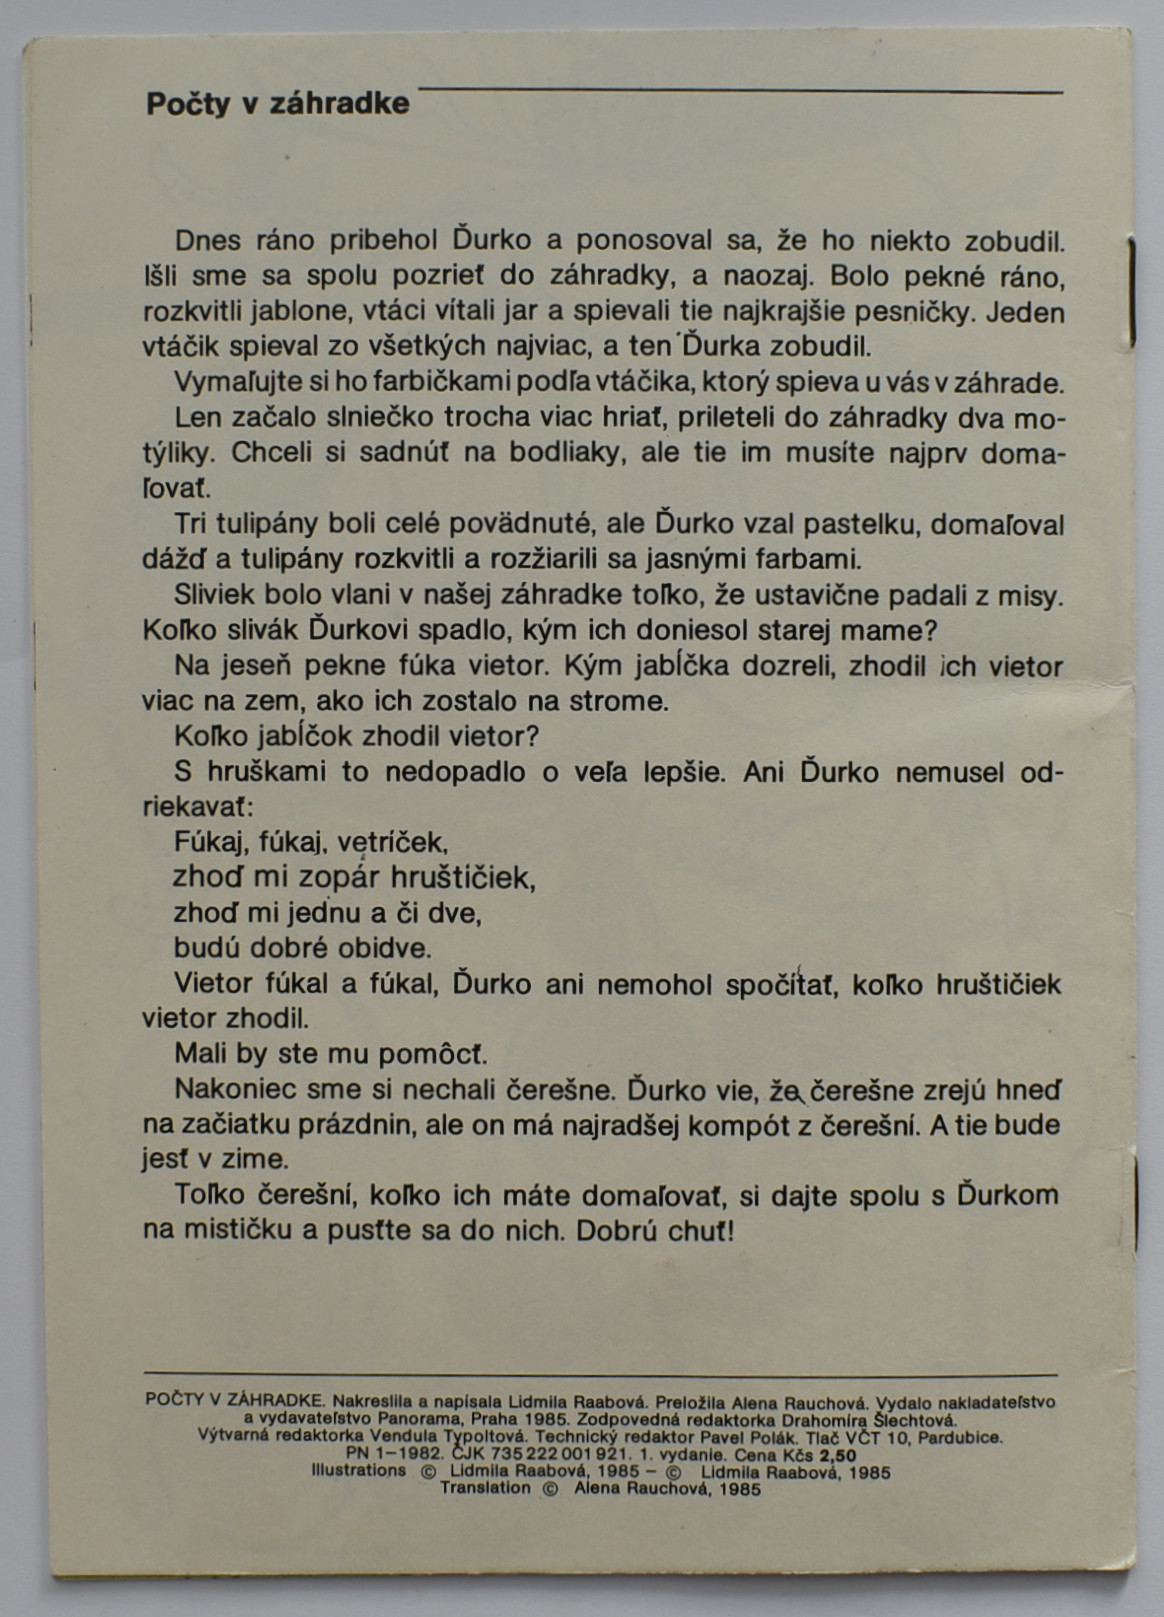 Počty v záhradke
Dnes ráno pribehol Ďurko a ponosoval sa, že ho niekto zobudil.
Išli sme sa spolu pozrieť do záhradky, a naozaj. Bolo pekné ráno,
rozkvitli jablone, vtáci vítali jar a spievali tie najkrajšie pesničky. Jeden
vtáčik spieval zo všetkých najviac, a ten Ďurka zobudil.
Vymaľujte si ho farbičkami podľa vtáčika, ktorý spieva u vás v záhrade.
Len začalo slniečko trocha viac hriať, prileteli do záhradky dva mo-
týliky. Chceli si sadnúť na bodliaky, ale tie im musíte najprv doma-
ľovať.
Tri tulipány boli celé povädnuté, ale Ďurko vzal pastelku, domaľoval
dážď a tulipány rozkvitli a rozžiarili sa jasnými farbami.
Sliviek bolo vlani v našej záhradke toľko, že ustavične padali z misy.
Koľko slivák Ďurkovi spadlo, kým ich doniesol starej mame?
Na jeseň pekne fúka vietor. Kým jabĺčka dozreli, zhodil ich vietor
viac na zem, ako ich zostalo na strome.
Koľko jabĺčok zhodil vietor?
S hruškami to nedopadlo o veľa lepšie. Ani Ďurko nemusel od-
riekavať:
Fúkaj, fúkaj, vetríček,
zhoď mi zopár hruštičiek,
zhoď mi jednu a či dve,
budú dobré obidve.
Vietor fúkal a fúkal, Ďurko ani nemohol spočítať, koľko hruštičiek
vietor zhodil.
Mali by ste mu pomôcť.
Nakoniec sme si nechali čerešne. Ďurko vie, že čerešne zrejú hneď
na začiatku prázdnin, ale on má najradšej kompót z čerešní. A tie bude
jesť v zime.
Toľko čerešní, koľko ich máte domaľovať, si dajte spolu s Ďurkom
na mističku a pusťte sa do nich. Dobrú chuť!
POČTY V ZÁHRADKE. Nakreslila a napísala Lidmila Raabová. Preložila Alena Rauchová. Vydalo nakladateľstvo
a vydavateľstvo Panorama, Praha 1985. Zodpovedná redaktorka Drahomíra Šlechtová.
Výtvarná redaktorka Vendula Typoltová. Technický redaktor Pavel Polák. Tlač VČT 10, Pardubice.
PN 1–1982. ČJK 735 222 001 921. 1. vydanie. Cena Kčs 2,50
Illustrations © Lidmila Raabová, 1985 – © Lidmila Raabová, 1985
Translation © Alena Rauchová, 1985